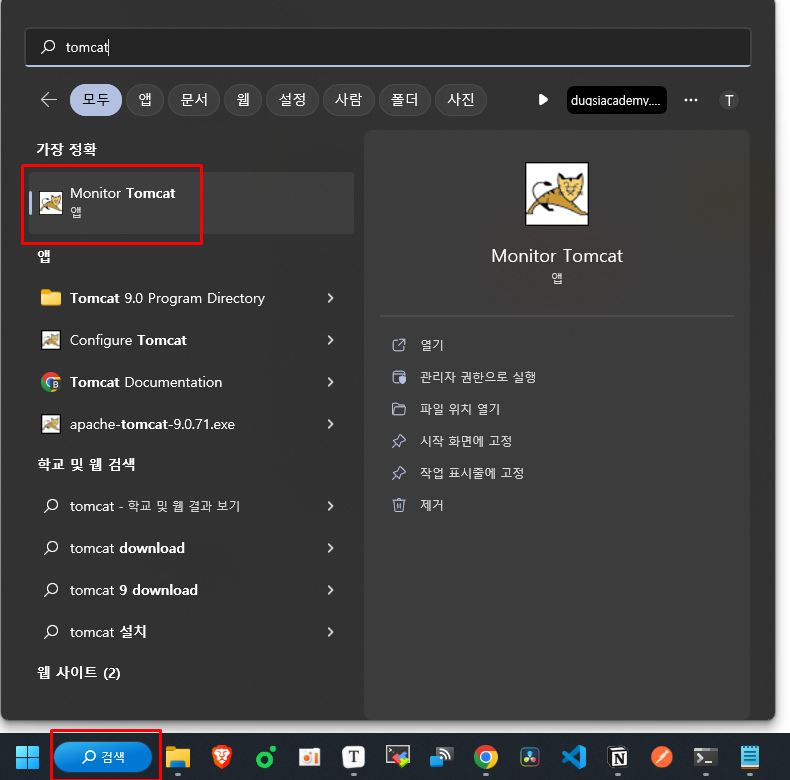 tomcat
모두 앱 문서 웹 설정 사람 폴더 사진 duqsiacademy.... ... T
가장 정확
Monitor Tomcat
앱
앱
Tomcat 9.0 Program Directory
Configure Tomcat
Tomcat Documentation
apache-tomcat-9.0.71.exe
학교 및 웹 검색
tomcat - 학교 및 웹 결과 보기
tomcat download
tomcat 9 download
tomcat 설치
웹 사이트 (2)
Monitor Tomcat
앱
열기
관리자 권한으로 실행
파일 위치 열기
시작 화면에 고정
작업 표시줄에 고정
제거
검색